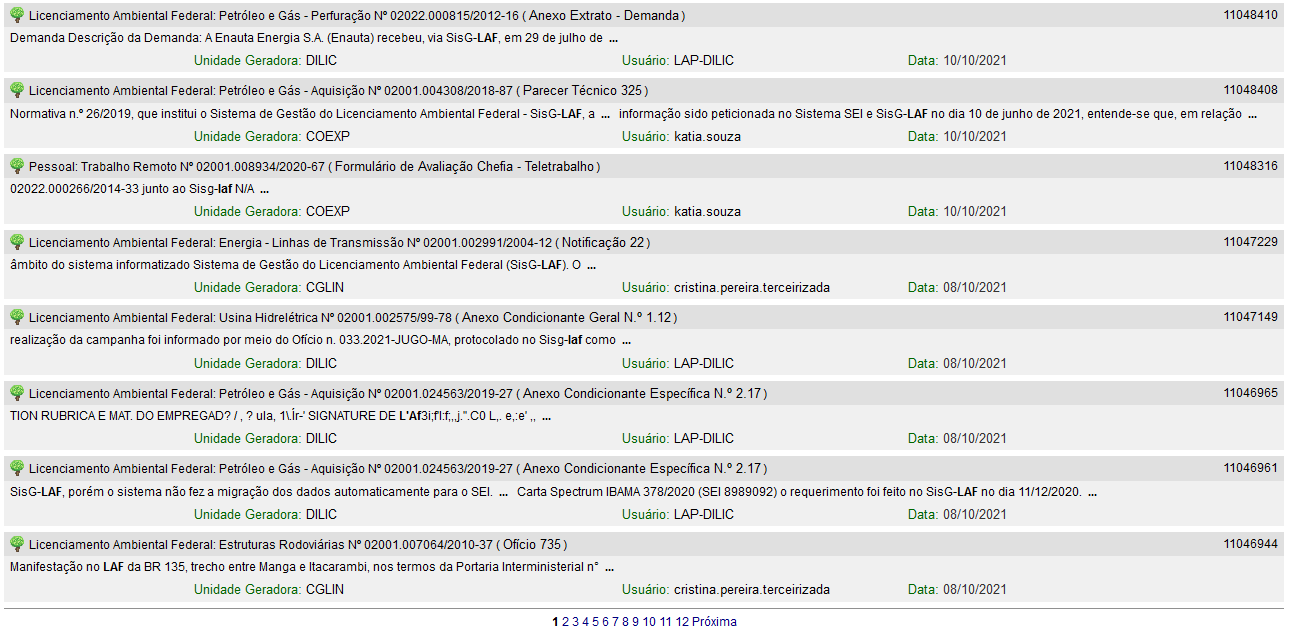 Licenciamento Ambiental Federal: Petróleo e Gás - Perfuração Nº 02022.000815/2012-16 ( Anexo Extrato - Demanda ) 11048410
Demanda Descrição da Demanda: A Enauta Energia S.A. (Enauta) recebeu, via SisG-LAF, em 29 de julho de ...
Unidade Geradora: DILIC Usuário: LAP-DILIC Data: 10/10/2021
Licenciamento Ambiental Federal: Petróleo e Gás - Aquisição Nº 02001.004308/2018-87 ( Parecer Técnico 325 ) 11048408
Normativa n.º 26/2019, que institui o Sistema de Gestão do Licenciamento Ambiental Federal - SisG-LAF, a ... informação sido peticionada no Sistema SEI e SisG-LAF no dia 10 de junho de 2021, entende-se que, em relação ...
Unidade Geradora: COEXP Usuário: katia.souza Data: 10/10/2021
Pessoal: Trabalho Remoto Nº 02001.008934/2020-67 ( Formulário de Avaliação Chefia - Teletrabalho ) 11048316
02022.000266/2014-33 junto ao Sisg-laf N/A ...
Unidade Geradora: COEXP Usuário: katia.souza Data: 10/10/2021
Licenciamento Ambiental Federal: Energia - Linhas de Transmissão Nº 02001.002991/2004-12 ( Notificação 22 ) 11047229
âmbito do sistema informatizado Sistema de Gestão do Licenciamento Ambiental Federal (SisG-LAF). O ...
Unidade Geradora: CGLIN Usuário: cristina.pereira.terceirizada Data: 08/10/2021
Licenciamento Ambiental Federal: Usina Hidrelétrica Nº 02001.002575/99-78 ( Anexo Condicionante Geral N.º 1.12 ) 11047149
realização da campanha foi informado por meio do Ofício n. 033.2021-JUGO-MA, protocolado no Sisg-laf como ...
Unidade Geradora: DILIC Usuário: LAP-DILIC Data: 08/10/2021
Licenciamento Ambiental Federal: Petróleo e Gás - Aquisição Nº 02001.024563/2019-27 ( Anexo Condicionante Específica N.º 2.17 ) 11046965
TION RUBRICA E MAT. DO EMPREGAD? / , ? ula, 1\.Ír-' SIGNATURE DE L'Af3i;f'l:f;,,j.".C0 L,. e,:e' ,, ...
Unidade Geradora: DILIC Usuário: LAP-DILIC Data: 08/10/2021
Licenciamento Ambiental Federal: Petróleo e Gás - Aquisição Nº 02001.024563/2019-27 ( Anexo Condicionante Específica N.º 2.17 ) 11046961
SisG-LAF, porém o sistema não fez a migração dos dados automaticamente para o SEI. ... Carta Spectrum IBAMA 378/2020 (SEI 8989092) o requerimento foi feito no SisG-LAF no dia 11/12/2020. ...
Unidade Geradora: DILIC Usuário: LAP-DILIC Data: 08/10/2021
Licenciamento Ambiental Federal: Estruturas Rodoviárias Nº 02001.007064/2010-37 ( Ofício 735 ) 11046944
Manifestação no LAF da BR 135, trecho entre Manga e Itacarambi, nos termos da Portaria Interministerial n° ...
Unidade Geradora: CGLIN Usuário: cristina.pereira.terceirizada Data: 08/10/2021
1 2 3 4 5 6 7 8 9 10 11 12 Próxima